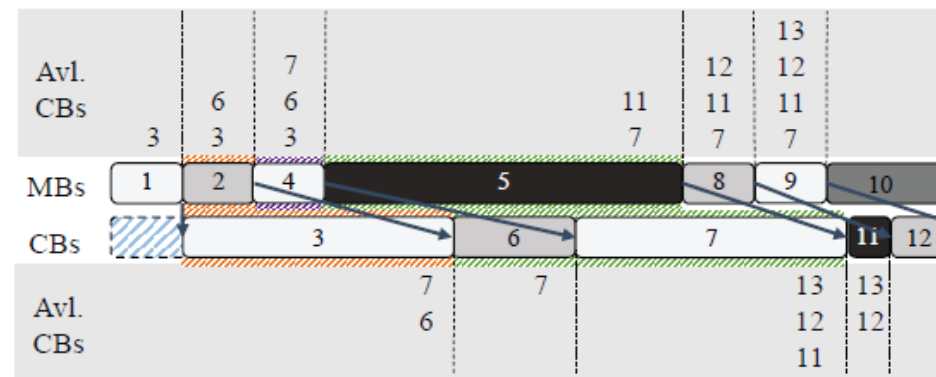 13
7 12 12
Avl. CBs 6 6 11 11 11
3 3 3 7 7 7
MBs 1 2 4 5 8 9 10
CBs 3 6 7 11 12
7 7 13 13
Avl. CBs 6 12 12
11